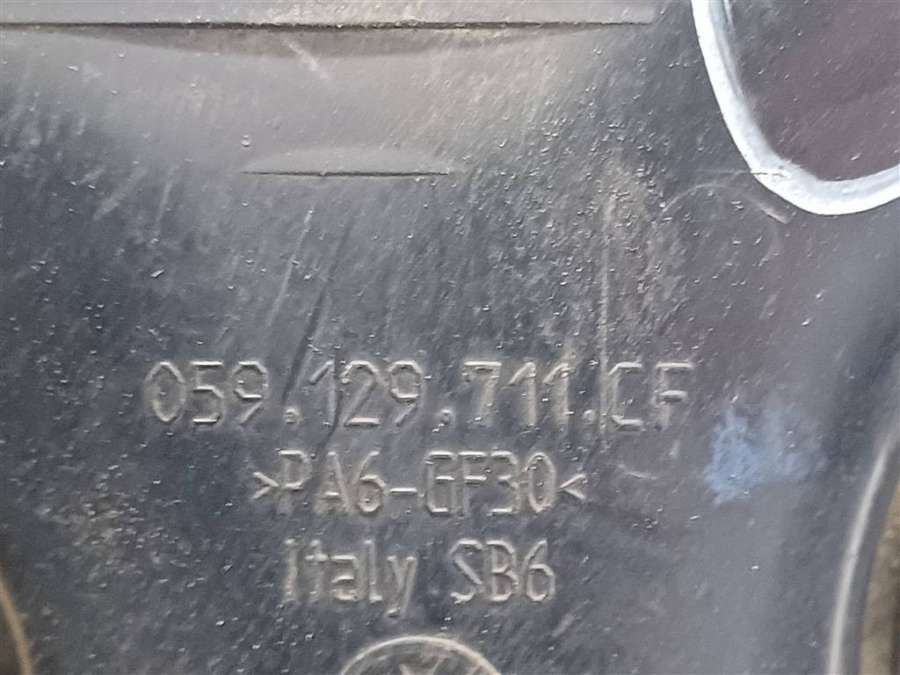 059.129.711.CF
>PA6-GF30<
Italy SB6